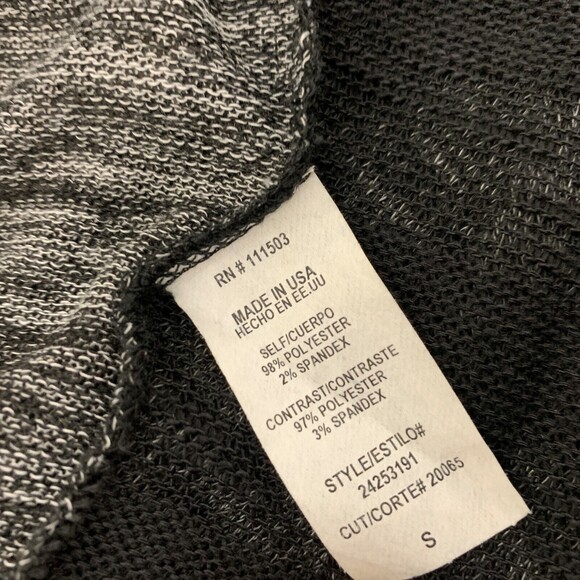 RN # 111503
MADE IN USA
HECHO EN EE.UU
SELF/CUERPO
98% POLYESTER
2% SPANDEX
CONTRAST/CONTRASTE
97% POLYESTER
3% SPANDEX
STYLE/ESTILO#
24253191
CUT/CORTE# 20065
S